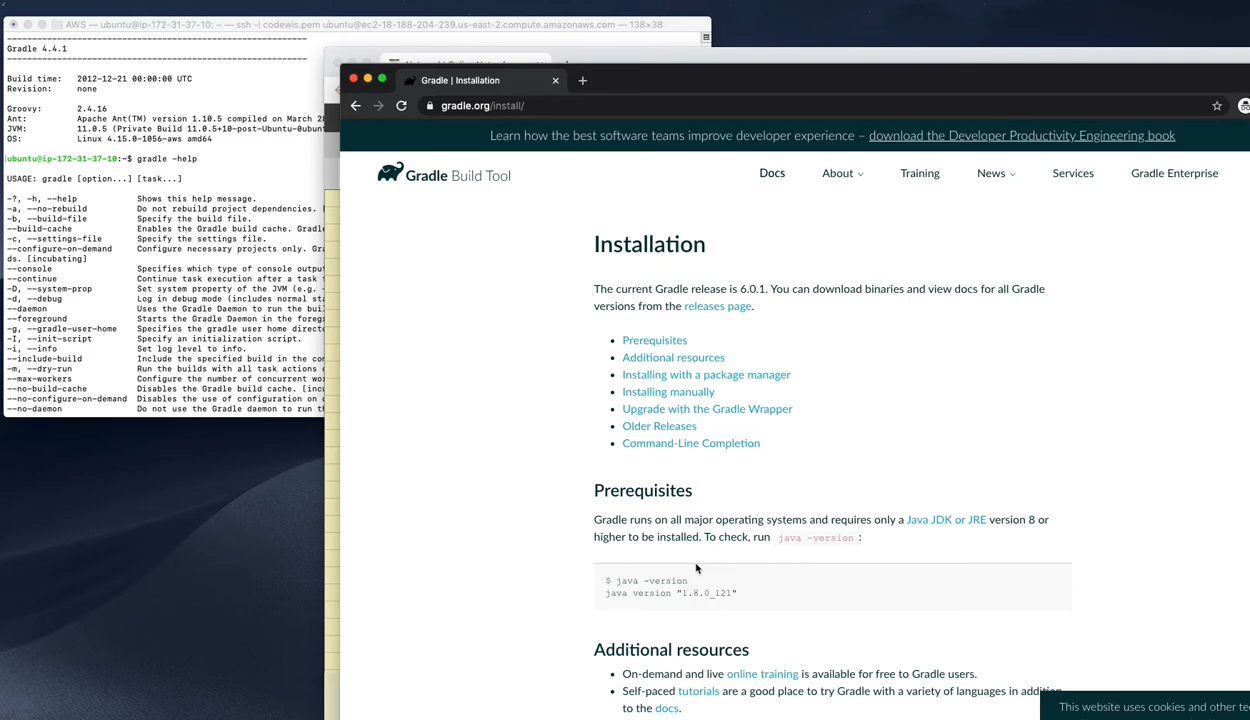 AWS — ubuntu@ip-172-31-37-10: ~ — ssh -i codewis.pem ubuntu@ec2-18-188-204-239.us-east-2.compute.amazonaws.com — 138×38
------------------------------------------------------------
Gradle 4.4.1
------------------------------------------------------------
Build time: 2012-12-21 00:00:00 UTC
Revision: none
Groovy: 2.4.16
Ant: Apache Ant(TM) version 1.10.5 compiled on March 28
JVM: 11.0.5 (Private Build 11.0.5+10-post-Ubuntu-0ubun
OS: Linux 4.15.0-1056-aws amd64
ubuntu@ip-172-31-37-10:~$ gradle -help
USAGE: gradle [option...] [task...]
-?, -h, --help Shows this help message.
-a, --no-rebuild Do not rebuild project dependencies.
-b, --build-file Specify the build file.
--build-cache Enables the Gradle build cache. Gradl
-c, --settings-file Specify the settings file.
--configure-on-demand Configure necessary projects only. Gra
ds. [incubating]
--console Specifies which type of console output
--continue Continue task execution after a task f
-D, --system-prop Set system property of the JVM (e.g. -
-d, --debug Log in debug mode (includes normal sta
--daemon Uses the Gradle Daemon to run the bui
--foreground Starts the Gradle Daemon in the foreg
-g, --gradle-user-home Specifies the gradle user home direct
-I, --init-script Specify an initialization script.
-i, --info Set log level to info.
--include-build Include the specified build in the com
-m, --dry-run Run the builds with all task actions d
--max-workers Configure the number of concurrent wor
--no-build-cache Disables the Gradle build cache. [inc
--no-configure-on-demand Disables the use of configuration on d
--no-daemon Do not use the Gradle daemon to run th
Gradle | Installation
gradle.org/install/
Learn how the best software teams improve developer experience – download the Developer Productivity Engineering book
Gradle Build Tool
Docs About Training News Services Gradle Enterprise
Installation
The current Gradle release is 6.0.1. You can download binaries and view docs for all Gradle
versions from the releases page.
• Prerequisites
• Additional resources
• Installing with a package manager
• Installing manually
• Upgrade with the Gradle Wrapper
• Older Releases
• Command-Line Completion
Prerequisites
Gradle runs on all major operating systems and requires only a Java JDK or JRE version 8 or
higher to be installed. To check, run java -version:
$ java -version
java version "1.8.0_121"
Additional resources
• On-demand and live online training is available for free to Gradle users.
• Self-paced tutorials are a good place to try Gradle with a variety of languages in addition
to the docs.
This website uses cookies and other te